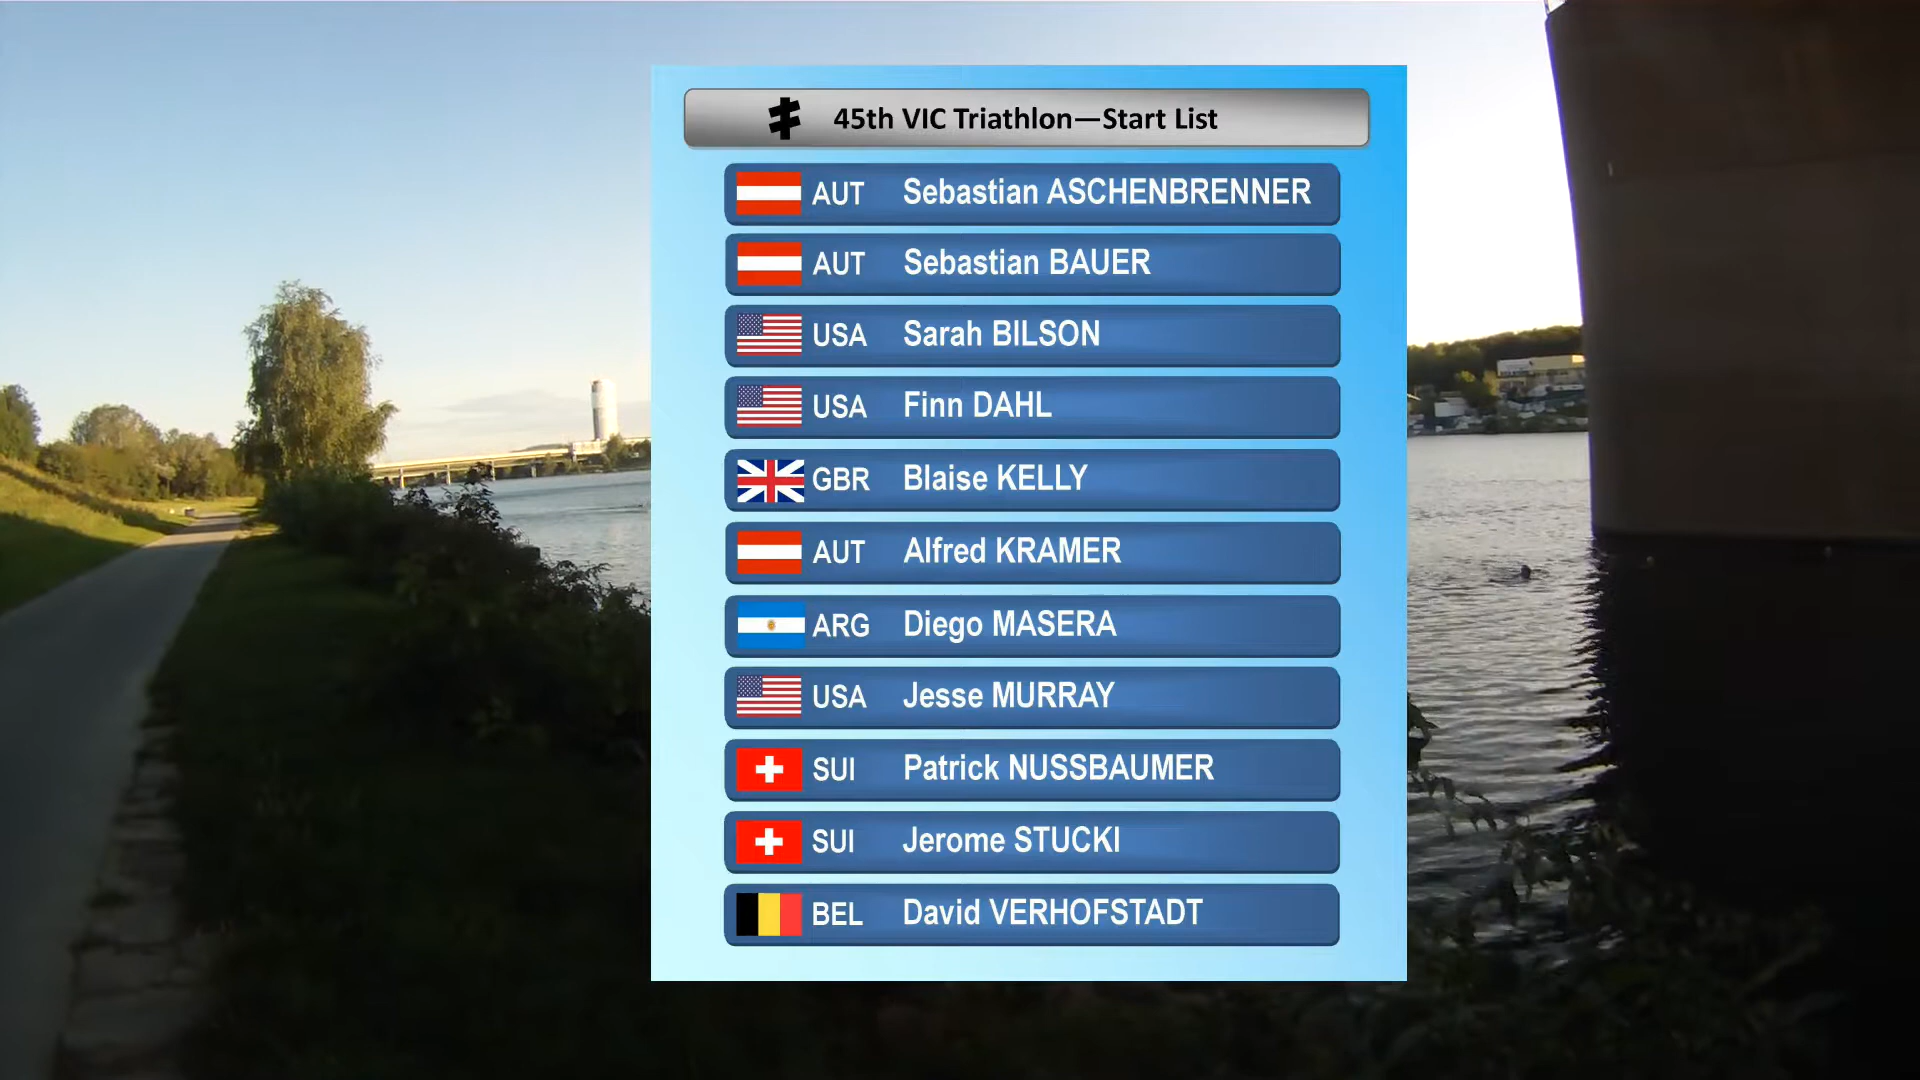 45th VIC Triathlon—Start List
AUT Sebastian ASCHENBRENNER
AUT Sebastian BAUER
USA Sarah BILSON
USA Finn DAHL
GBR Blaise KELLY
AUT Alfred KRAMER
ARG Diego MASERA
USA Jesse MURRAY
SUI Patrick NUSSBAUMER
SUI Jerome STUCKI
BEL David VERHOFSTADT